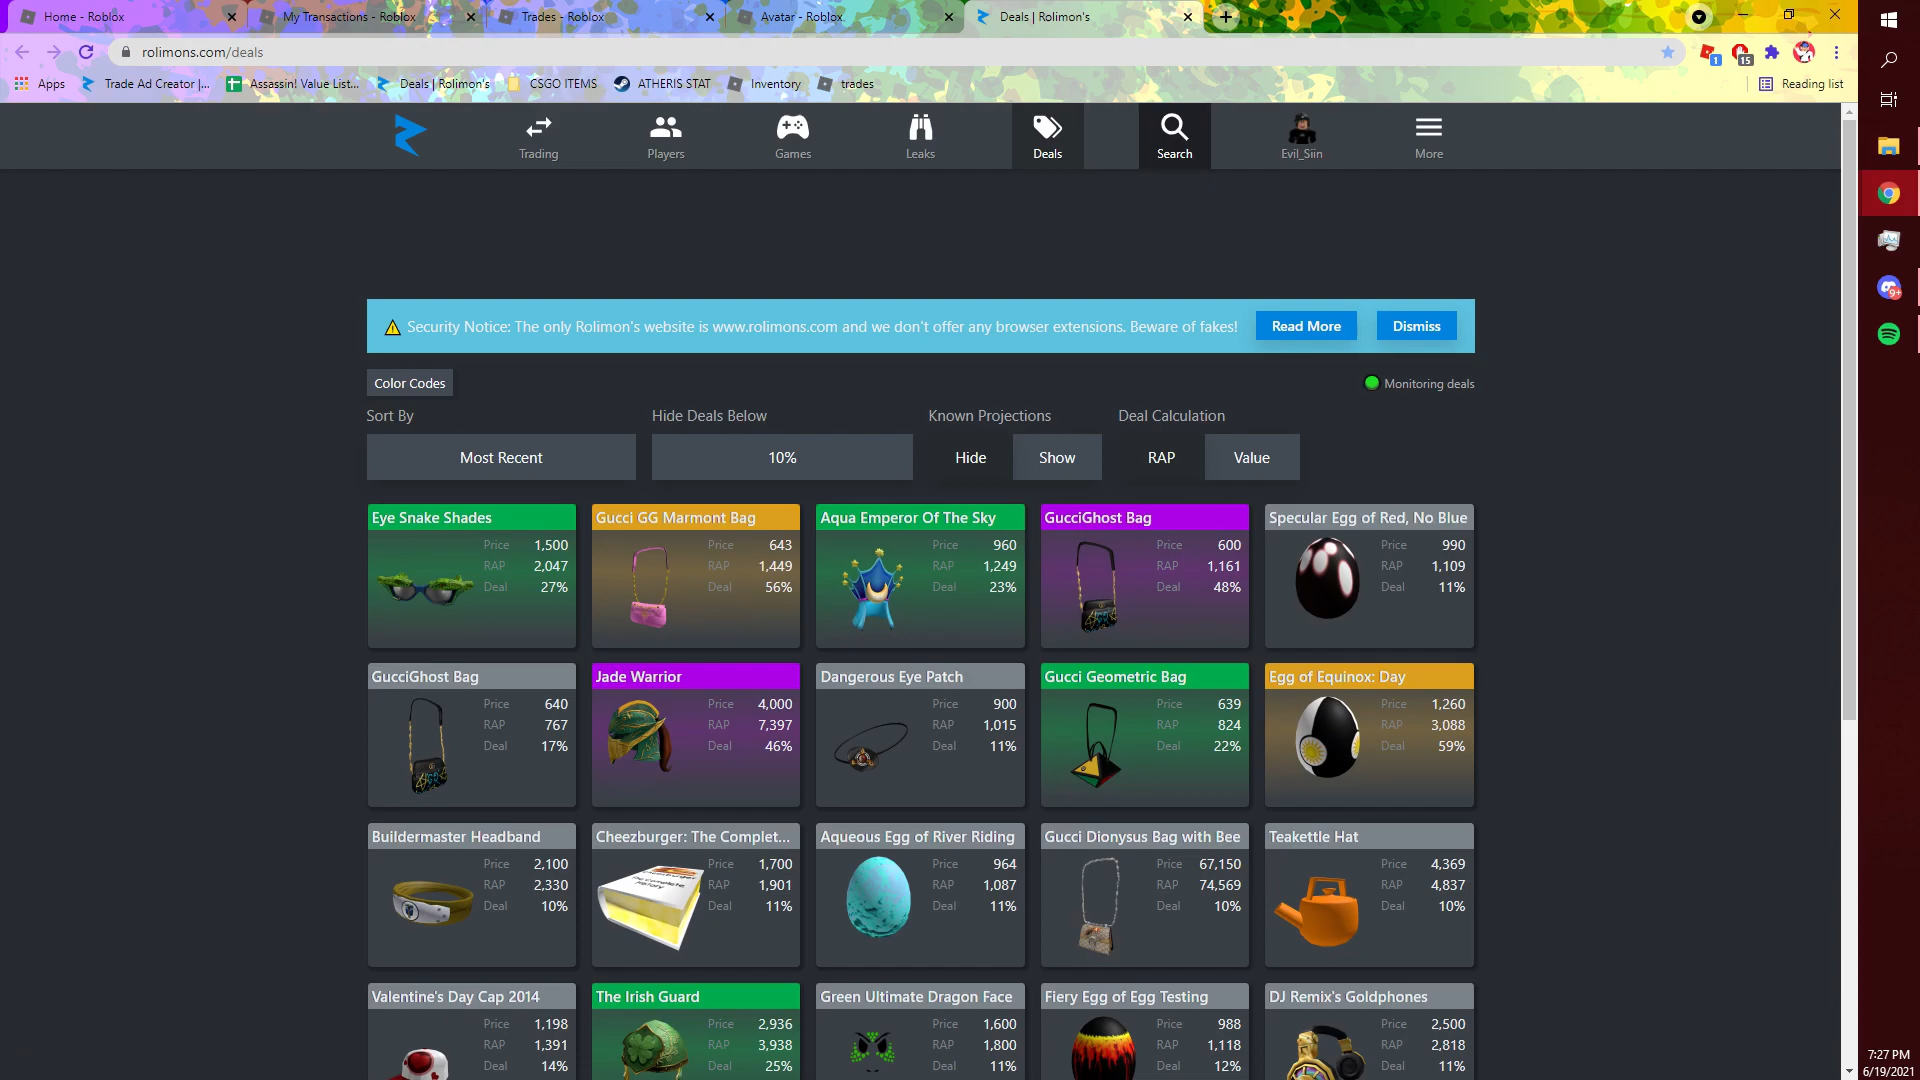 Home - Roblox
My Transactions - Roblox
Trades - Roblox
Avatar - Roblox
Deals | Rolimon's
rolimons.com/deals
1
15
Apps
Trade Ad Creator |...
Assassin! Value List...
Deals | Rolimon's
CSGO ITEMS
ATHERIS STAT
Inventory
trades
Reading list
Trading
Players
Games
Leaks
Deals
Search
Evil_Siin
More
9+
Security Notice: The only Rolimon's website is www.rolimons.com and we don't offer any browser extensions. Beware of fakes!
Read More
Dismiss
Color Codes
Monitoring deals
Sort By
Hide Deals Below
Known Projections
Deal Calculation
Most Recent
10%
Hide
Show
RAP
Value
Eye Snake Shades
Price 1,500
RAP 2,047
Deal 27%
Gucci GG Marmont Bag
Price 643
RAP 1,449
Deal 56%
Aqua Emperor Of The Sky
Price 960
RAP 1,249
Deal 23%
GucciGhost Bag
Price 600
RAP 1,161
Deal 48%
Specular Egg of Red, No Blue
Price 990
RAP 1,109
Deal 11%
GucciGhost Bag
Price 640
RAP 767
Deal 17%
Jade Warrior
Price 4,000
RAP 7,397
Deal 46%
Dangerous Eye Patch
Price 900
RAP 1,015
Deal 11%
Gucci Geometric Bag
Price 639
RAP 824
Deal 22%
Egg of Equinox: Day
Price 1,260
RAP 3,088
Deal 59%
Buildermaster Headband
Price 2,100
RAP 2,330
Deal 10%
Cheezburger: The Complet...
Price 1,700
RAP 1,901
Deal 11%
Aqueous Egg of River Riding
Price 964
RAP 1,087
Deal 11%
Gucci Dionysus Bag with Bee
Price 67,150
RAP 74,569
Deal 10%
Teakettle Hat
Price 4,369
RAP 4,837
Deal 10%
Valentine's Day Cap 2014
Price 1,198
RAP 1,391
Deal 14%
The Irish Guard
Price 2,936
RAP 3,938
Deal 25%
Green Ultimate Dragon Face
Price 1,600
RAP 1,800
Deal 11%
Fiery Egg of Egg Testing
Price 988
RAP 1,118
Deal 12%
DJ Remix's Goldphones
Price 2,500
RAP 2,818
Deal 11%
7:27 PM
6/19/2021